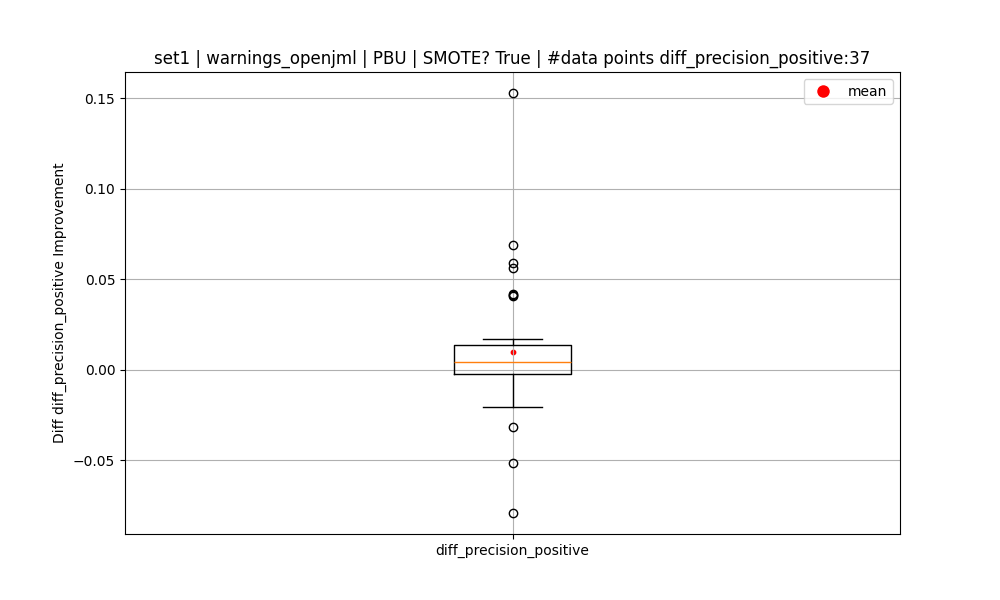 set1 | warnings_openjml | PBU | SMOTE? True | #data points diff_precision_positive:37
mean
Diff diff_precision_positive Improvement
0.15
0.10
0.05
0.00
−0.05
diff_precision_positive